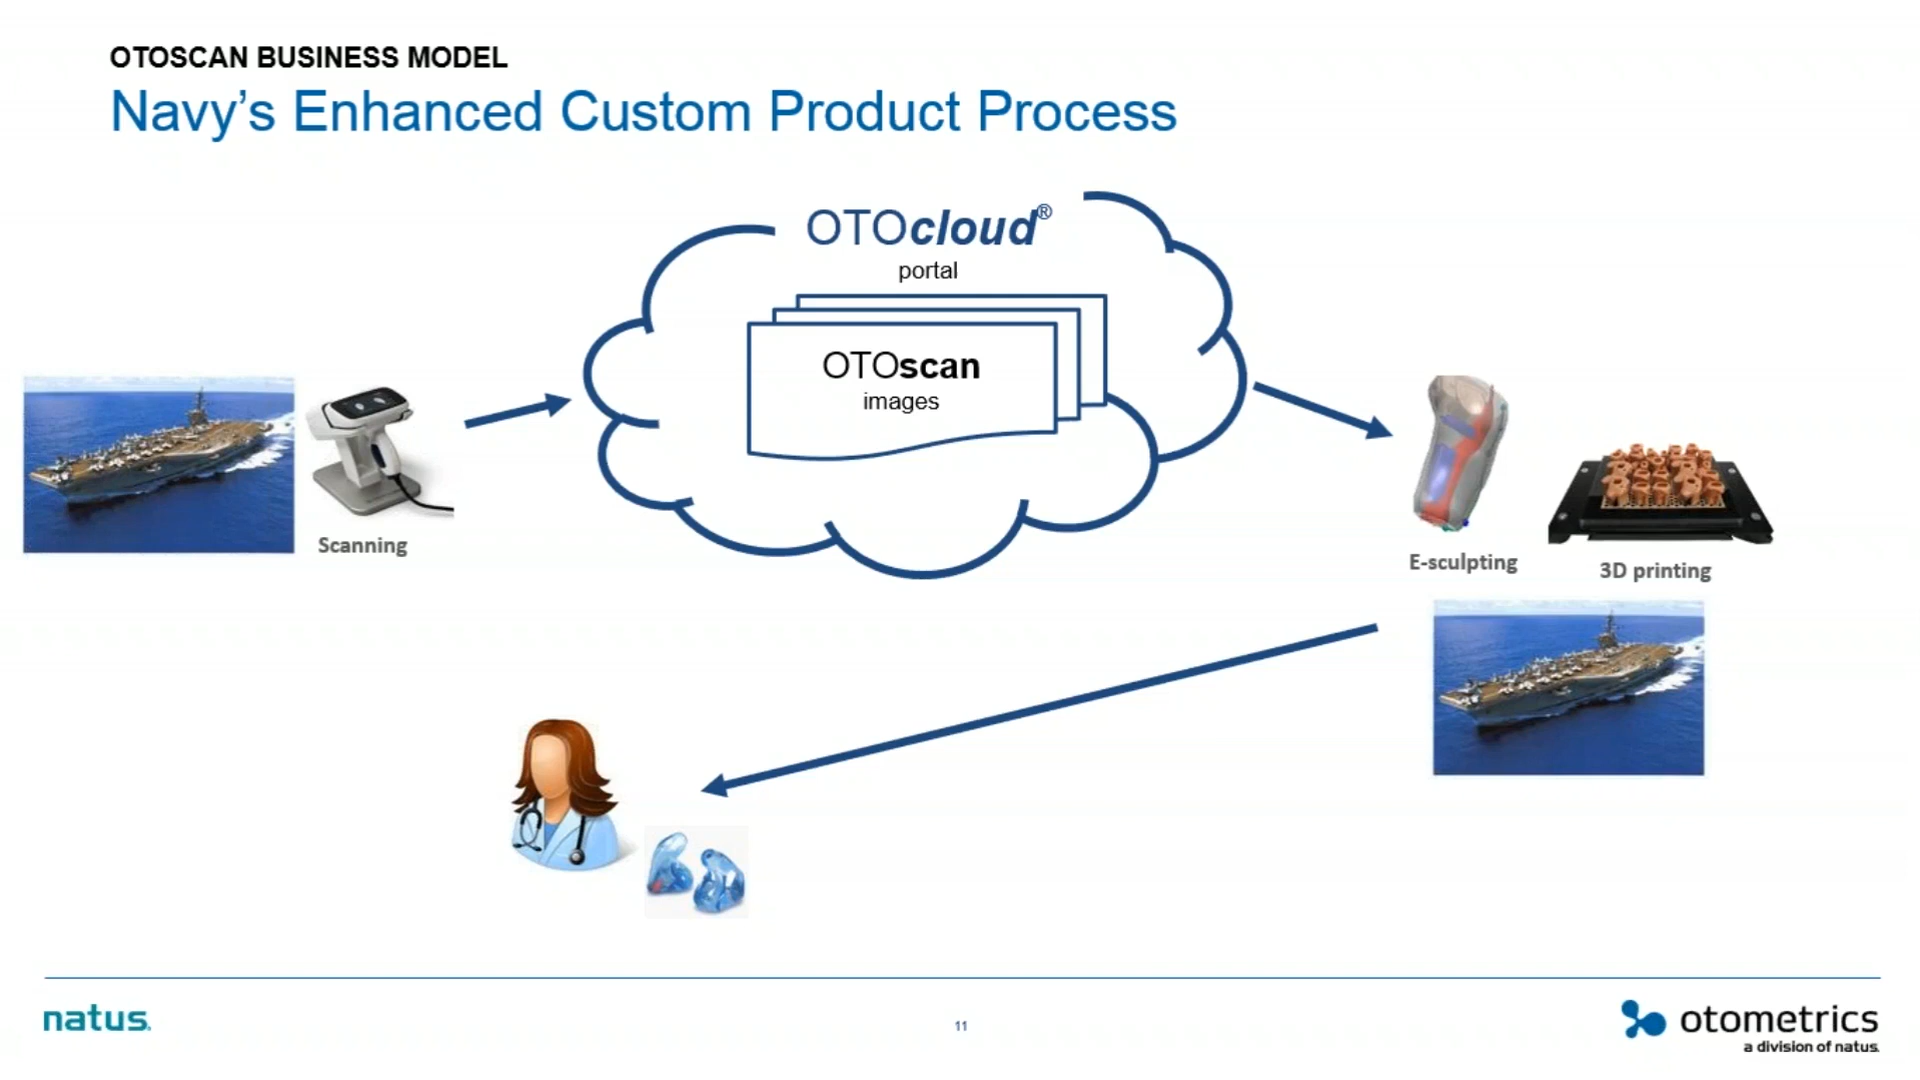 OTOSCAN BUSINESS MODEL
Navy's Enhanced Custom Product Process
OTOcloud®
portal
OTOscan
images
Scanning
E-sculpting
3D printing
natus.
11
otometrics
a division of natus.